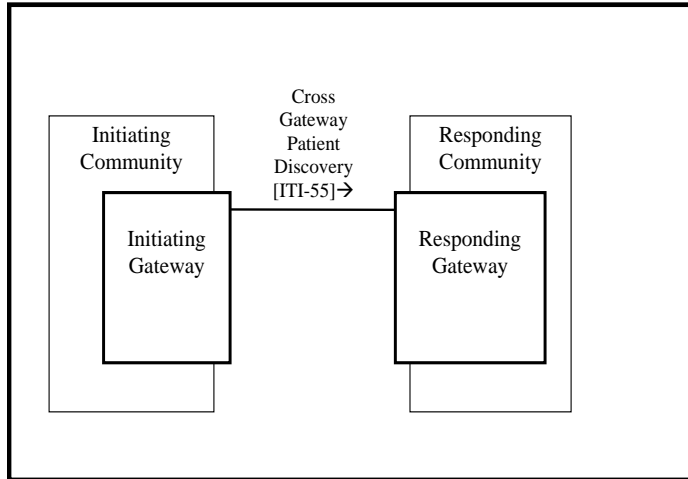 Cross
Gateway
Patient
Discovery
[ITI-55]→
Initiating
Community
Responding
Community
Initiating
Gateway
Responding
Gateway